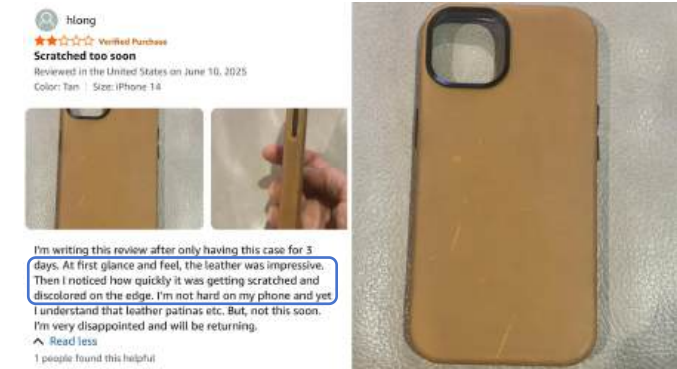 hlong
Verified Purchase
Scratched too soon
Reviewed in the United States on June 10, 2025
Color: Tan | Size: iPhone 14
I'm writing this review after only having this case for 3
days. At first glance and feel, the leather was impressive.
Then I noticed how quickly it was getting scratched and
discolored on the edge. I'm not hard on my phone and yet
I understand that leather patinas etc. But, not this soon.
I'm very disappointed and will be returning.
Read less
1 people found this helpful